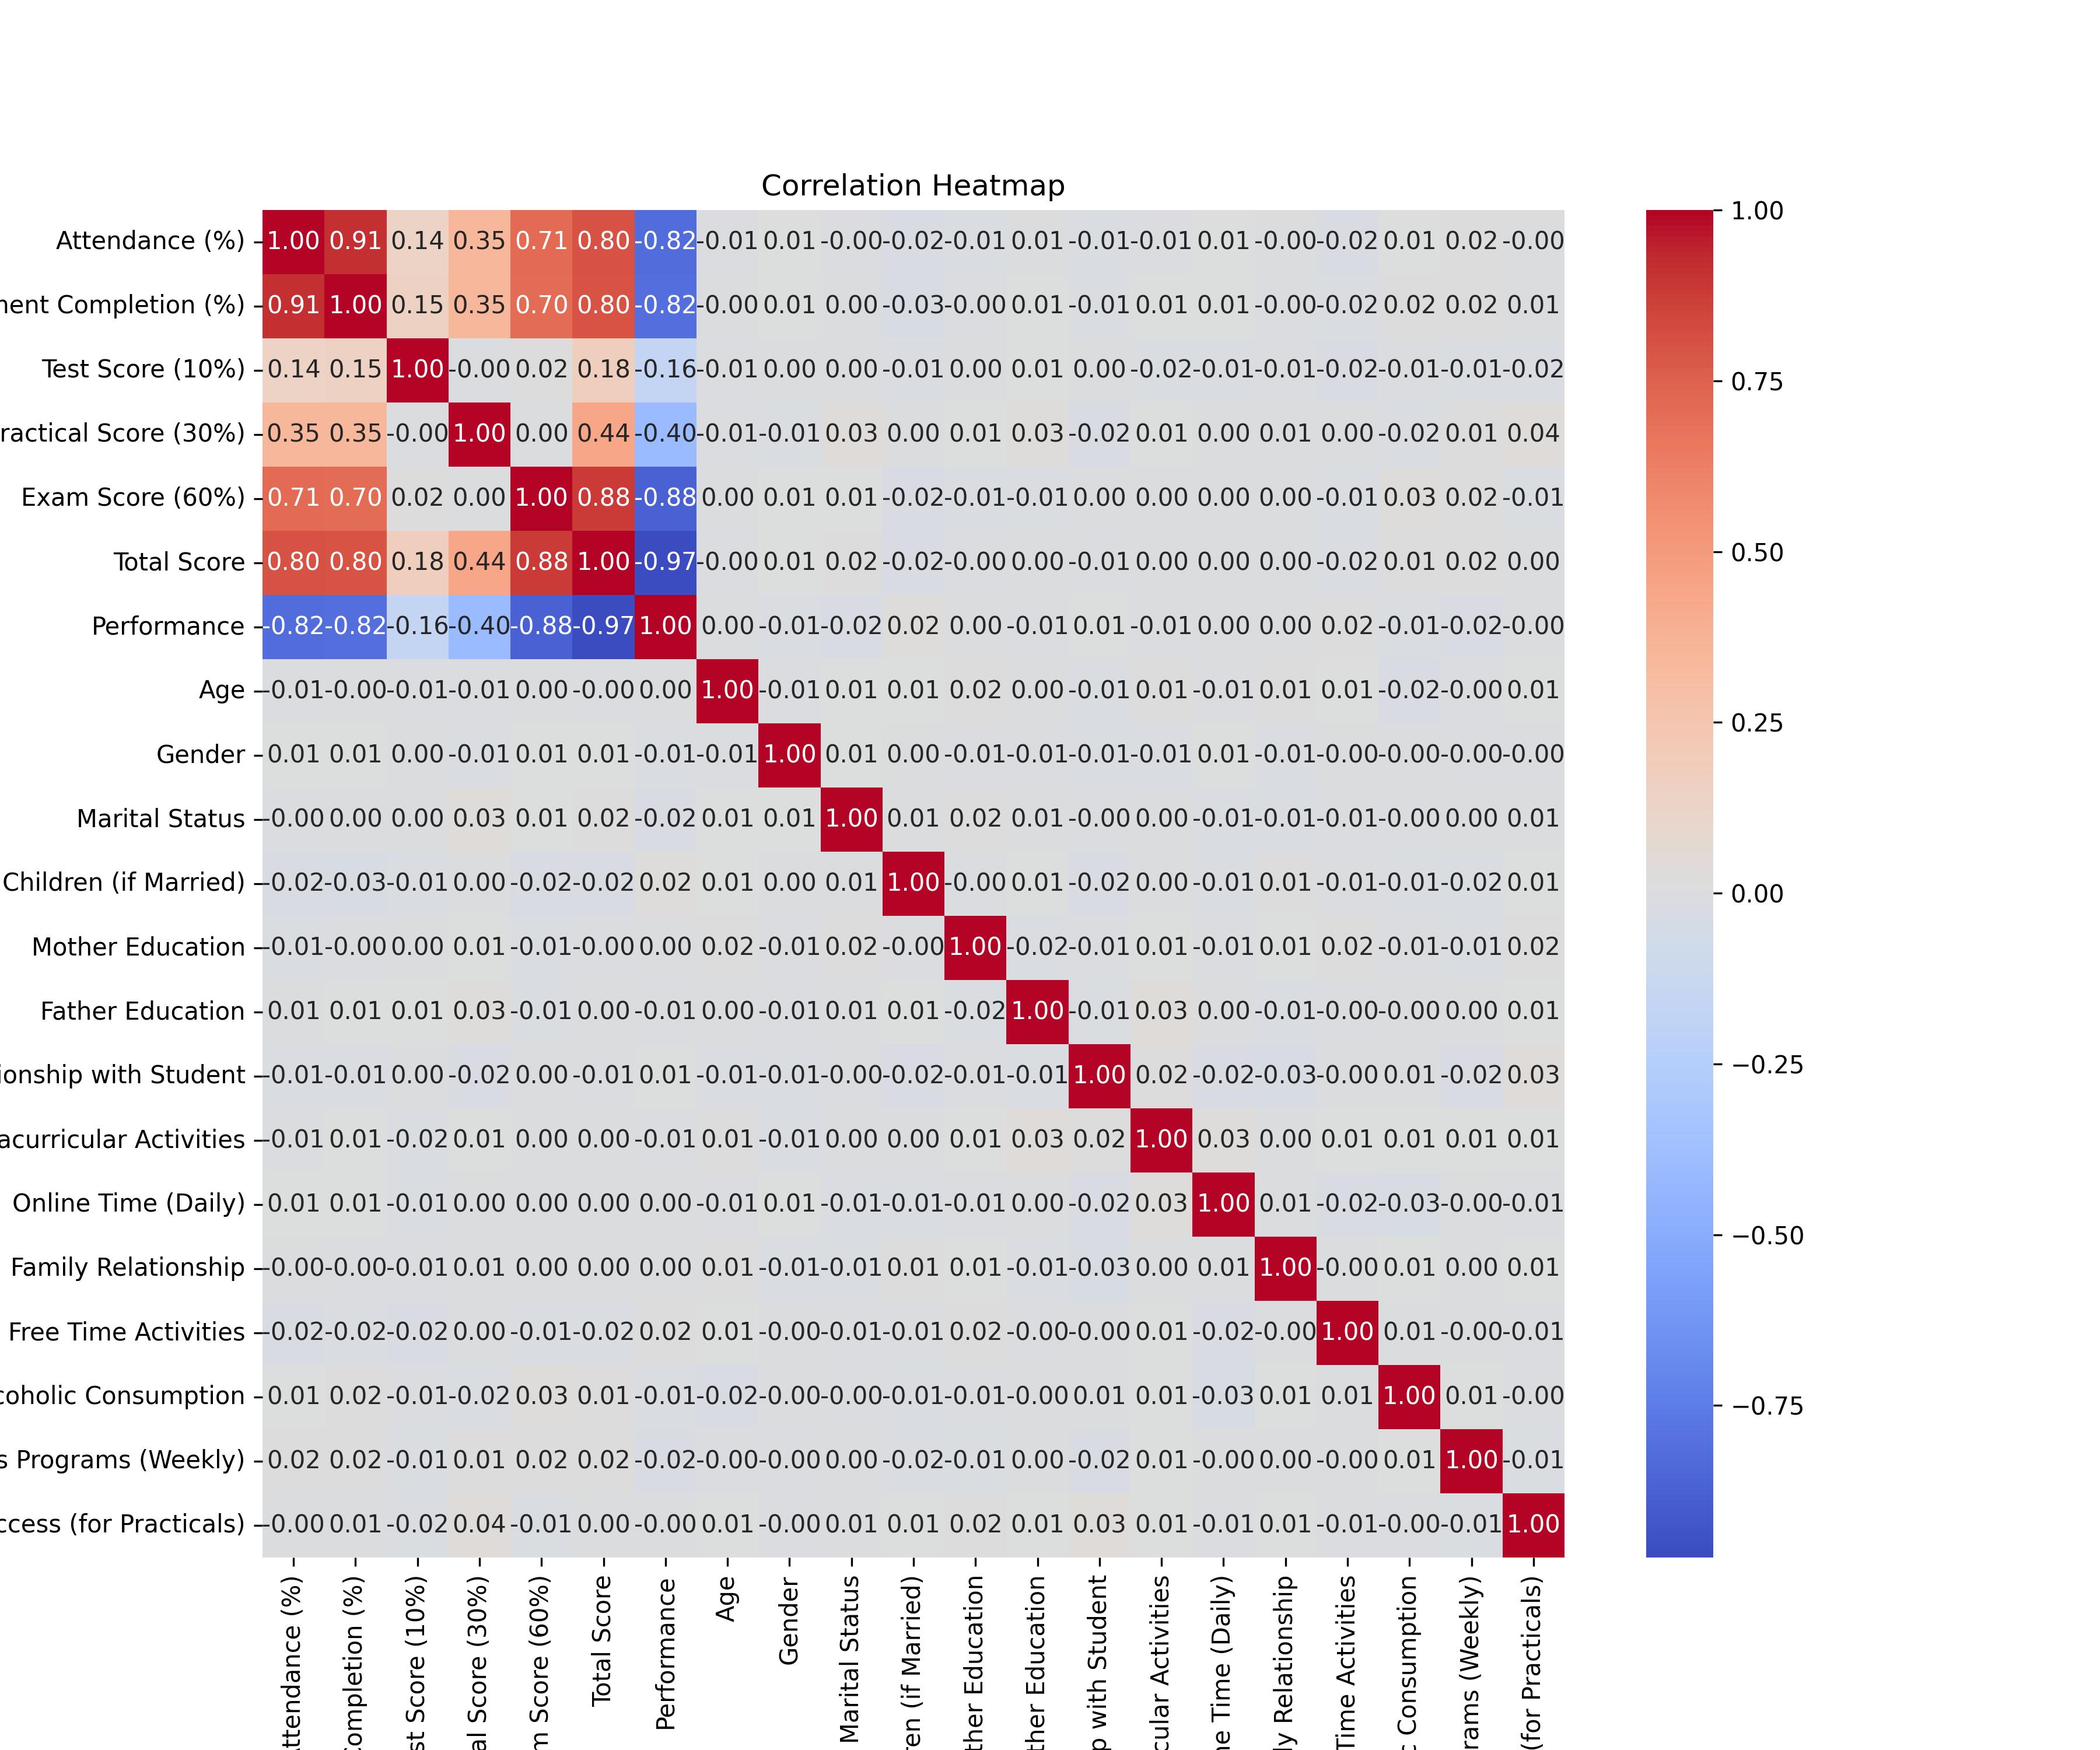 Correlation Heatmap
Attendance (%) 1.00 0.91 0.14 0.35 0.71 0.80 -0.82 -0.01 0.01 -0.00 -0.02 -0.01 0.01 -0.01 -0.01 0.01 -0.00 -0.02 0.01 0.02 -0.00
Completion (%) 0.91 1.00 0.15 0.35 0.70 0.80 -0.82 -0.00 0.01 0.00 -0.03 -0.00 0.01 -0.01 0.01 0.01 -0.00 -0.02 0.02 0.02 0.01
Test Score (10%) 0.14 0.15 1.00 -0.00 0.02 0.18 -0.16 -0.01 0.00 0.00 -0.01 0.00 0.01 0.00 -0.02 -0.01 -0.01 -0.02 -0.01 -0.01 -0.02
Score (30%) 0.35 0.35 -0.00 1.00 0.00 0.44 -0.40 -0.01 -0.01 0.03 0.00 0.01 0.03 -0.02 0.01 0.00 0.01 0.00 -0.02 0.01 0.04
Exam Score (60%) 0.71 0.70 0.02 0.00 1.00 0.88 -0.88 0.00 0.01 0.01 -0.02 -0.01 -0.01 0.00 0.00 0.00 0.00 -0.01 0.03 0.02 -0.01
Total Score 0.80 0.80 0.18 0.44 0.88 1.00 -0.97 -0.00 0.01 0.02 -0.02 -0.00 0.00 -0.01 0.00 0.00 0.00 -0.02 0.01 0.02 0.00
Performance -0.82 -0.82 -0.16 -0.40 -0.88 -0.97 1.00 0.00 -0.01 -0.02 0.02 0.00 -0.01 0.01 -0.01 0.00 0.00 0.02 -0.01 -0.02 -0.00
Age -0.01 -0.00 -0.01 -0.01 0.00 -0.00 0.00 1.00 -0.01 0.01 0.01 0.02 0.00 -0.01 0.01 -0.01 0.01 0.01 -0.02 -0.00 0.01
Gender 0.01 0.01 0.00 -0.01 0.01 0.01 -0.01 -0.01 1.00 0.01 0.00 -0.01 -0.01 -0.01 -0.01 0.01 -0.01 -0.00 -0.00 -0.00 -0.00
Marital Status -0.00 0.00 0.00 0.03 0.01 0.02 -0.02 0.01 0.01 1.00 0.01 0.02 0.01 -0.00 0.00 -0.01 -0.01 -0.01 -0.00 0.00 0.01
Children (if Married) -0.02 -0.03 -0.01 0.00 -0.02 -0.02 0.02 0.01 0.00 0.01 1.00 -0.00 0.01 -0.02 0.00 -0.01 0.01 -0.01 -0.01 -0.02 0.01
Mother Education -0.01 -0.00 0.00 0.01 -0.01 -0.00 0.00 0.02 -0.01 0.02 -0.00 1.00 -0.02 -0.01 0.01 -0.01 0.01 0.02 -0.01 -0.01 0.02
Father Education 0.01 0.01 0.01 0.03 -0.01 0.00 -0.01 0.00 -0.01 0.01 0.01 -0.02 1.00 -0.01 0.03 0.00 -0.01 -0.00 -0.00 0.00 0.01
with Student -0.01 -0.01 0.00 -0.02 0.00 -0.01 0.01 -0.01 -0.01 -0.00 -0.02 -0.01 -0.01 1.00 0.02 -0.02 -0.03 -0.00 0.01 -0.02 0.03
Activities -0.01 0.01 -0.02 0.01 0.00 0.00 -0.01 0.01 -0.01 0.00 0.00 0.01 0.03 0.02 1.00 0.03 0.00 0.01 0.01 0.01 0.01
Online Time (Daily) 0.01 0.01 -0.01 0.00 0.00 0.00 0.00 -0.01 0.01 -0.01 -0.01 -0.01 0.00 -0.02 0.03 1.00 0.01 -0.02 -0.03 -0.00 -0.01
Family Relationship -0.00 -0.00 -0.01 0.01 0.00 0.00 0.00 0.01 -0.01 -0.01 0.01 0.01 -0.01 -0.03 0.00 0.01 1.00 -0.00 0.01 0.00 0.01
Free Time Activities -0.02 -0.02 -0.02 0.00 -0.01 -0.02 0.02 0.01 -0.00 -0.01 -0.01 0.02 -0.00 -0.00 0.01 -0.02 -0.00 1.00 0.01 -0.00 -0.01
Consumption 0.01 0.02 -0.01 -0.02 0.03 0.01 -0.01 -0.02 -0.00 -0.00 -0.01 -0.01 -0.00 0.01 0.01 -0.03 0.01 0.01 1.00 0.01 -0.00
Programs (Weekly) 0.02 0.02 -0.01 0.01 0.02 0.02 -0.02 -0.00 -0.00 0.00 -0.02 -0.01 0.00 -0.02 0.01 -0.00 0.00 -0.00 0.01 1.00 -0.01
(for Practicals) -0.00 0.01 -0.02 0.04 -0.01 0.00 -0.00 0.01 -0.00 0.01 0.01 0.02 0.01 0.03 0.01 -0.01 0.01 -0.01 -0.00 -0.01 1.00
(%)
(%)
Score (10%)
Score (30%)
Score (60%)
Total Score
Performance
Age
Gender
Marital Status
(if Married)
Education
Education
with Student
Activities
Time (Daily)
Relationship
Time Activities
Consumption
(Weekly)
(for Practicals)
1.00
0.75
0.50
0.25
0.00
−0.25
−0.50
−0.75